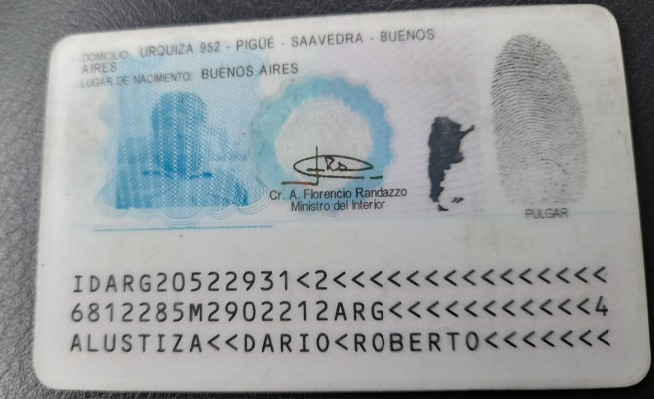 DOMICILIO: URQUIZA 952 - PIGÜÉ - SAAVEDRA - BUENOS
AIRES
LUGAR DE NACIMIENTO: BUENOS AIRES
Cr. A. Florencio Randazzo
Ministro del Interior
PULGAR
IDARG20522931<2<<<<<<<<<<<<<<<
6812285M2902212ARG<<<<<<<<<<<4
ALUSTIZA<<DARIO<ROBERTO<<<<<<<